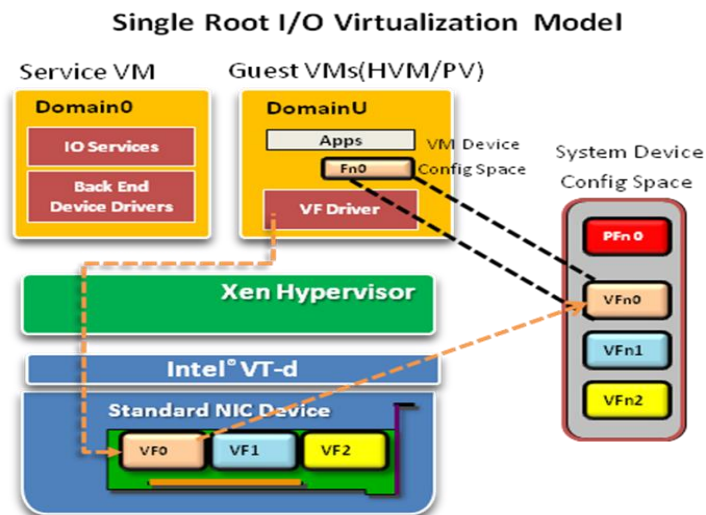 Single Root I/O Virtualization Model
Service VM
Guest VMs(HVM/PV)
Domain0
IO Services
Back End
Device Drivers
DomainU
Apps
Fn0
VF Driver
VM Device
Config Space
System Device
Config Space
PFn0
VFn0
VFn1
VFn2
Xen Hypervisor
Intel® VT-d
Standard NIC Device
VF0
VF1
VF2